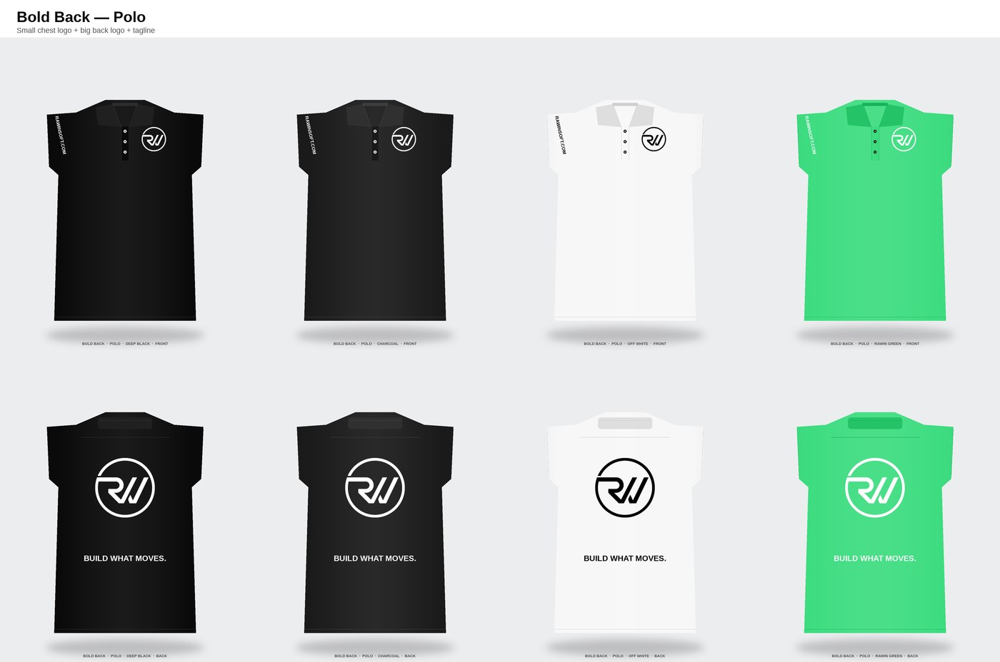 Bold Back — Polo
Small chest logo + big back logo + tagline
RAWINSOFT.COM
RW
RAWINSOFT.COM
RW
RAWINSOFT.COM
RW
RAWINSOFT.COM
RW
BOLD BACK · POLO · DEEP BLACK · FRONT
BOLD BACK · POLO · CHARCOAL · FRONT
BOLD BACK · POLO · OFF WHITE · FRONT
BOLD BACK · POLO · RAWIN GREEN · FRONT
RW
RW
RW
RW
BUILD WHAT MOVES.
BUILD WHAT MOVES.
BUILD WHAT MOVES.
BUILD WHAT MOVES.
BOLD BACK · POLO · DEEP BLACK · BACK
BOLD BACK · POLO · CHARCOAL · BACK
BOLD BACK · POLO · OFF WHITE · BACK
BOLD BACK · POLO · RAWIN GREEN · BACK